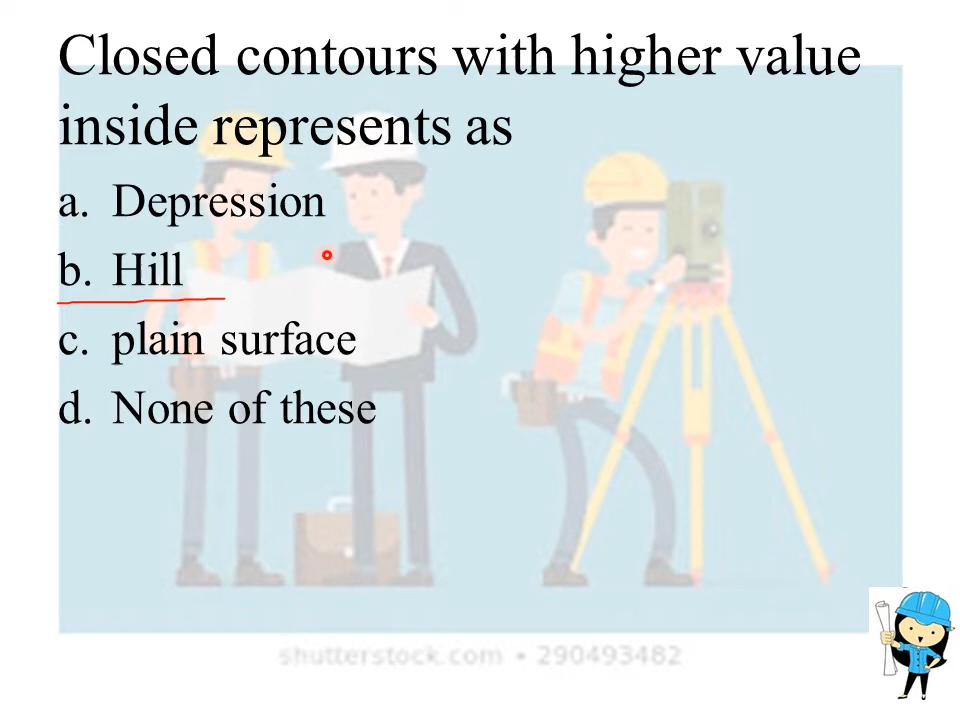 Closed contours with higher value
inside represents as
a. Depression
b. Hill
c. plain surface
d. None of these
shutterstock.com • 290493482